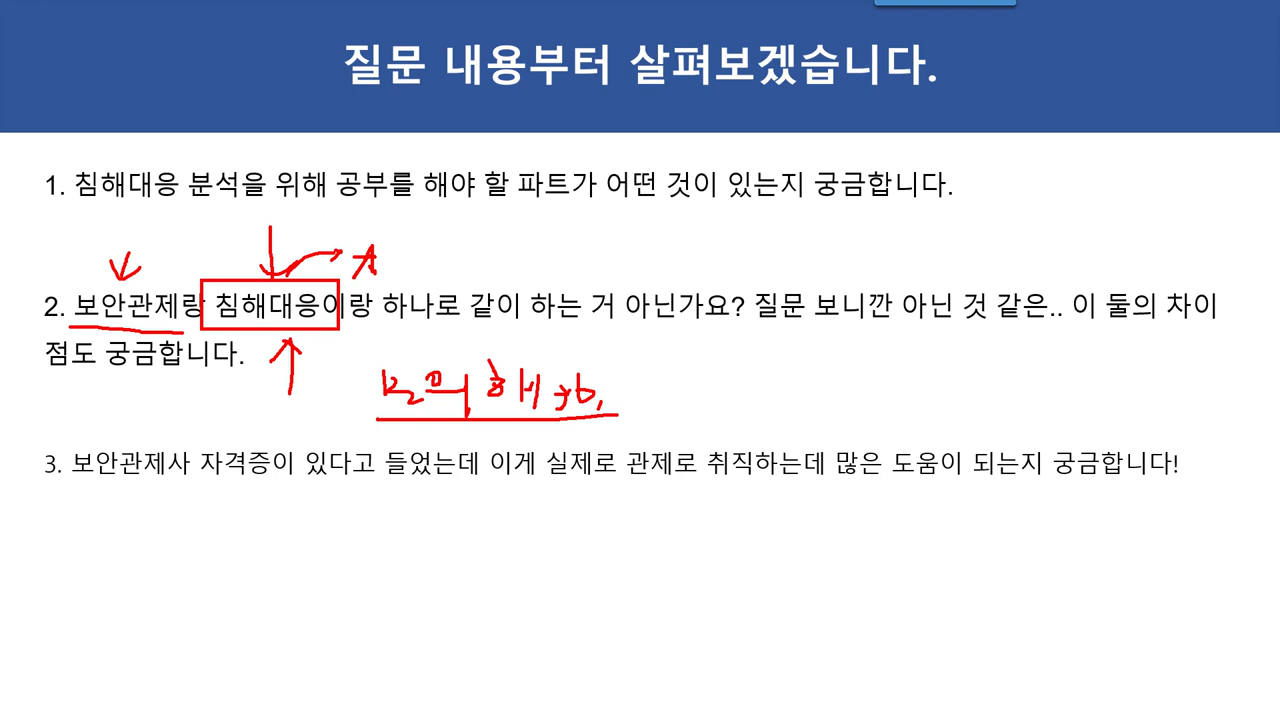 질문 내용부터 살펴보겠습니다.
1. 침해대응 분석을 위해 공부를 해야 할 파트가 어떤 것이 있는지 궁금합니다.
2. 보안관제랑 침해대응이랑 하나로 같이 하는 거 아닌가요? 질문 보니깐 아닌 것 같은.. 이 둘의 차이
점도 궁금합니다.
3. 보안관제사 자격증이 있다고 들었는데 이게 실제로 관제로 취직하는데 많은 도움이 되는지 궁금합니다!